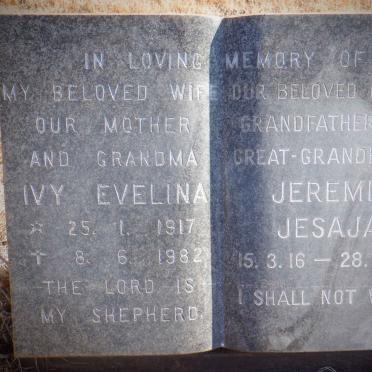 IN LOVING MEMORY OF
MY BELOVED WIFE
OUR MOTHER
AND GRANDMA
IVY EVELINA
☆ 25. 1. 1917
† 8. 6. 1982
THE LORD IS
MY SHEPHERD,
OUR BELOVED
GRANDFATHER
GREAT-GRAND
JEREMI
JESAJA
15.3.16 — 28.
I SHALL NOT